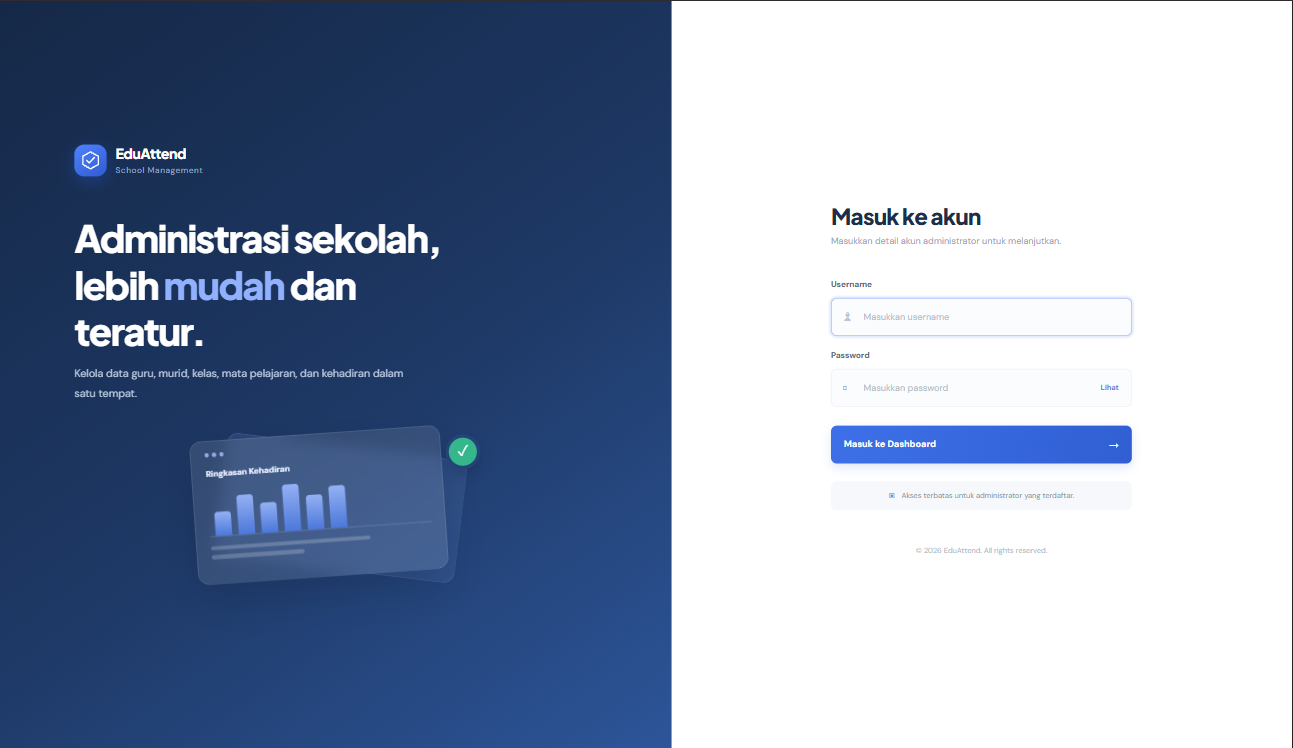 EduAttend
School Management
Administrasi sekolah,
lebih mudah dan
teratur.
Kelola data guru, murid, kelas, mata pelajaran, dan kehadiran dalam
satu tempat.
Ringkasan Kehadiran
Masuk ke akun
Masukkan detail akun administrator untuk melanjutkan.
Username
Masukkan username
Password
Masukkan password
Lihat
Masuk ke Dashboard →
Akses terbatas untuk administrator yang terdaftar.
© 2026 EduAttend. All rights reserved.